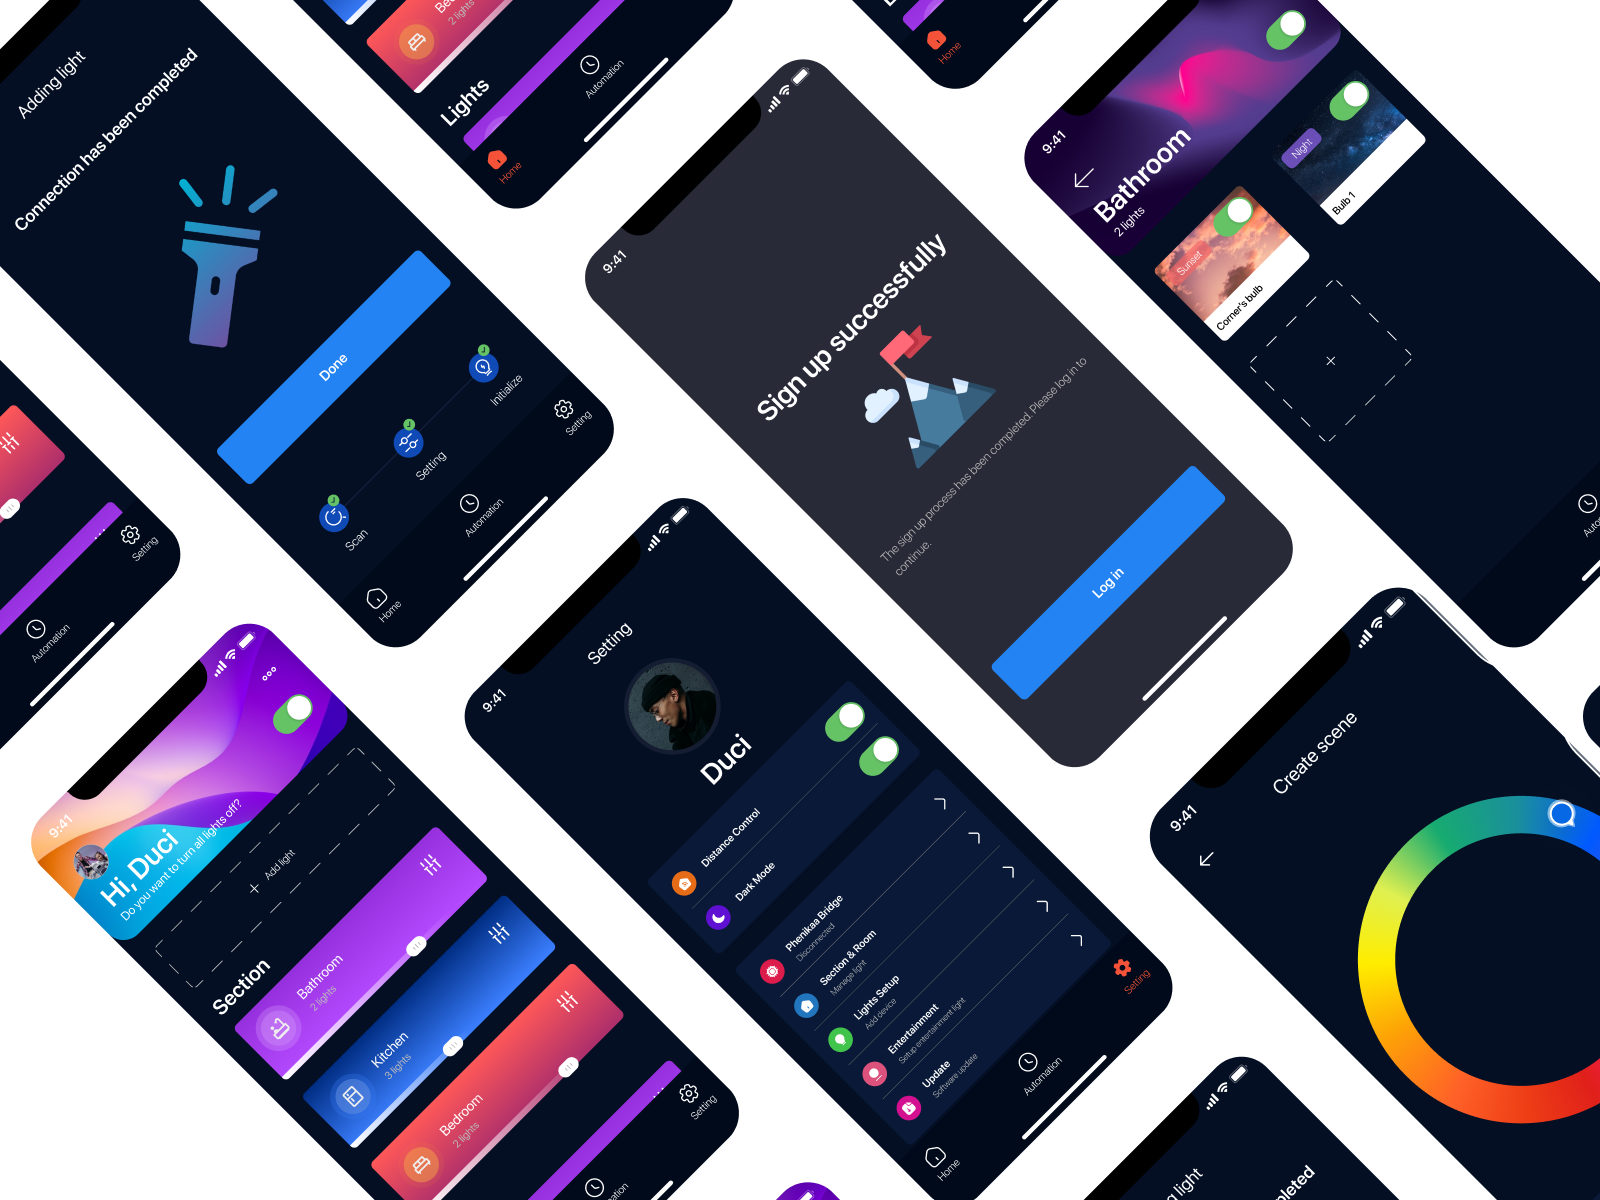 Adding light
Connection has been completed
Done
Scan
Setting
Initialize
Home
Automation
Setting
2 lights
Lights
Home
Automation
Home
9:41
Sign up successfully
The sign up process has been completed. Please log in to
continue.
Log in
9:41
Bathroom
2 lights
Sunset
Corner's bulb
Night
Bulb 1
Automation
Setting
9:41
Hi, Duci
Do you want to turn all lights off?
Add light
Section
Bathroom
2 lights
Kitchen
3 lights
Bedroom
2 lights
Setting
9:41
Setting
Duci
Distance Control
Dark Mode
Phenikaa Bridge
Disconnected
Section & Room
Manage light
Lights Setup
Add device
Entertainment
Setup entertainment light
Update
Software update
Home
Automation
Setting
9:41
Create scene
light